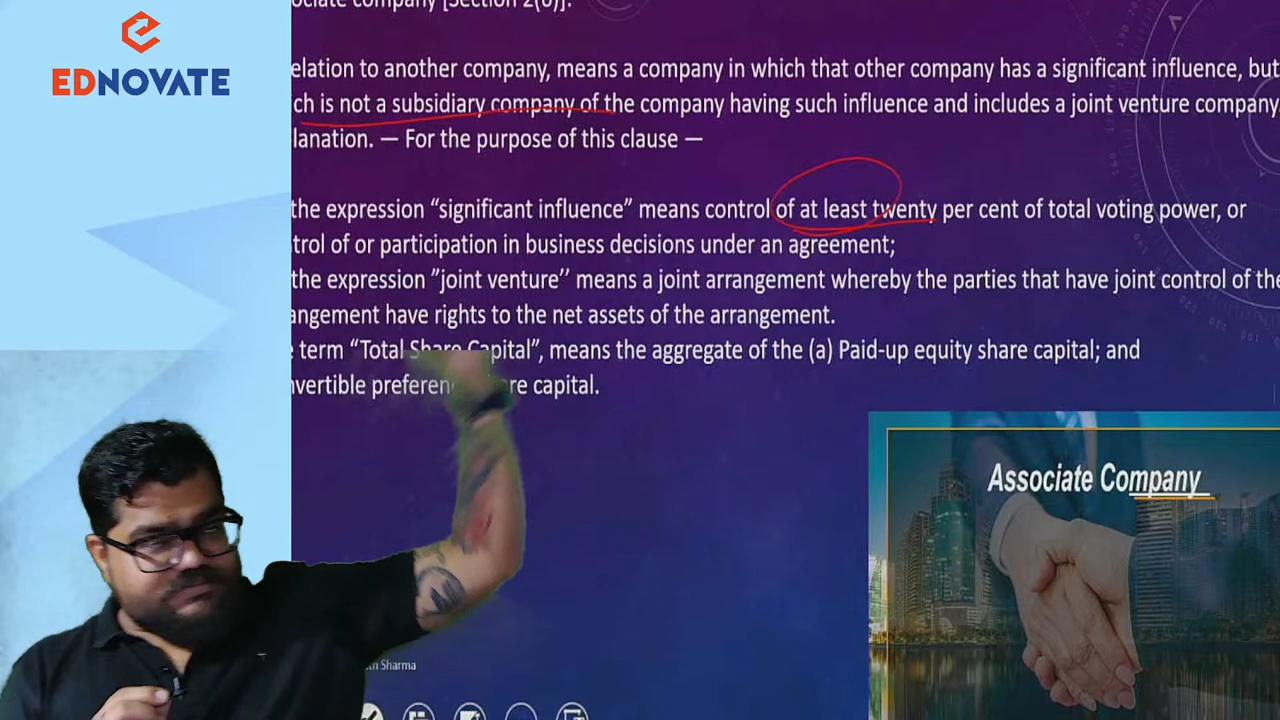 EDNOVATE
company [Section 2(6)].
elation to another company, means a company in which that other company has a significant influence, but
ch is not a subsidiary company of the company having such influence and includes a joint venture company
lanation. — For the purpose of this clause —
the expression “significant influence” means control of at least twenty per cent of total voting power, or
trol of or participation in business decisions under an agreement;
the expression ”joint venture’’ means a joint arrangement whereby the parties that have joint control of the
angement have rights to the net assets of the arrangement.
term “Total Share Capital”, means the aggregate of the (a) Paid-up equity share capital; and
nvertible preferen re capital.
Associate Company
Sharma